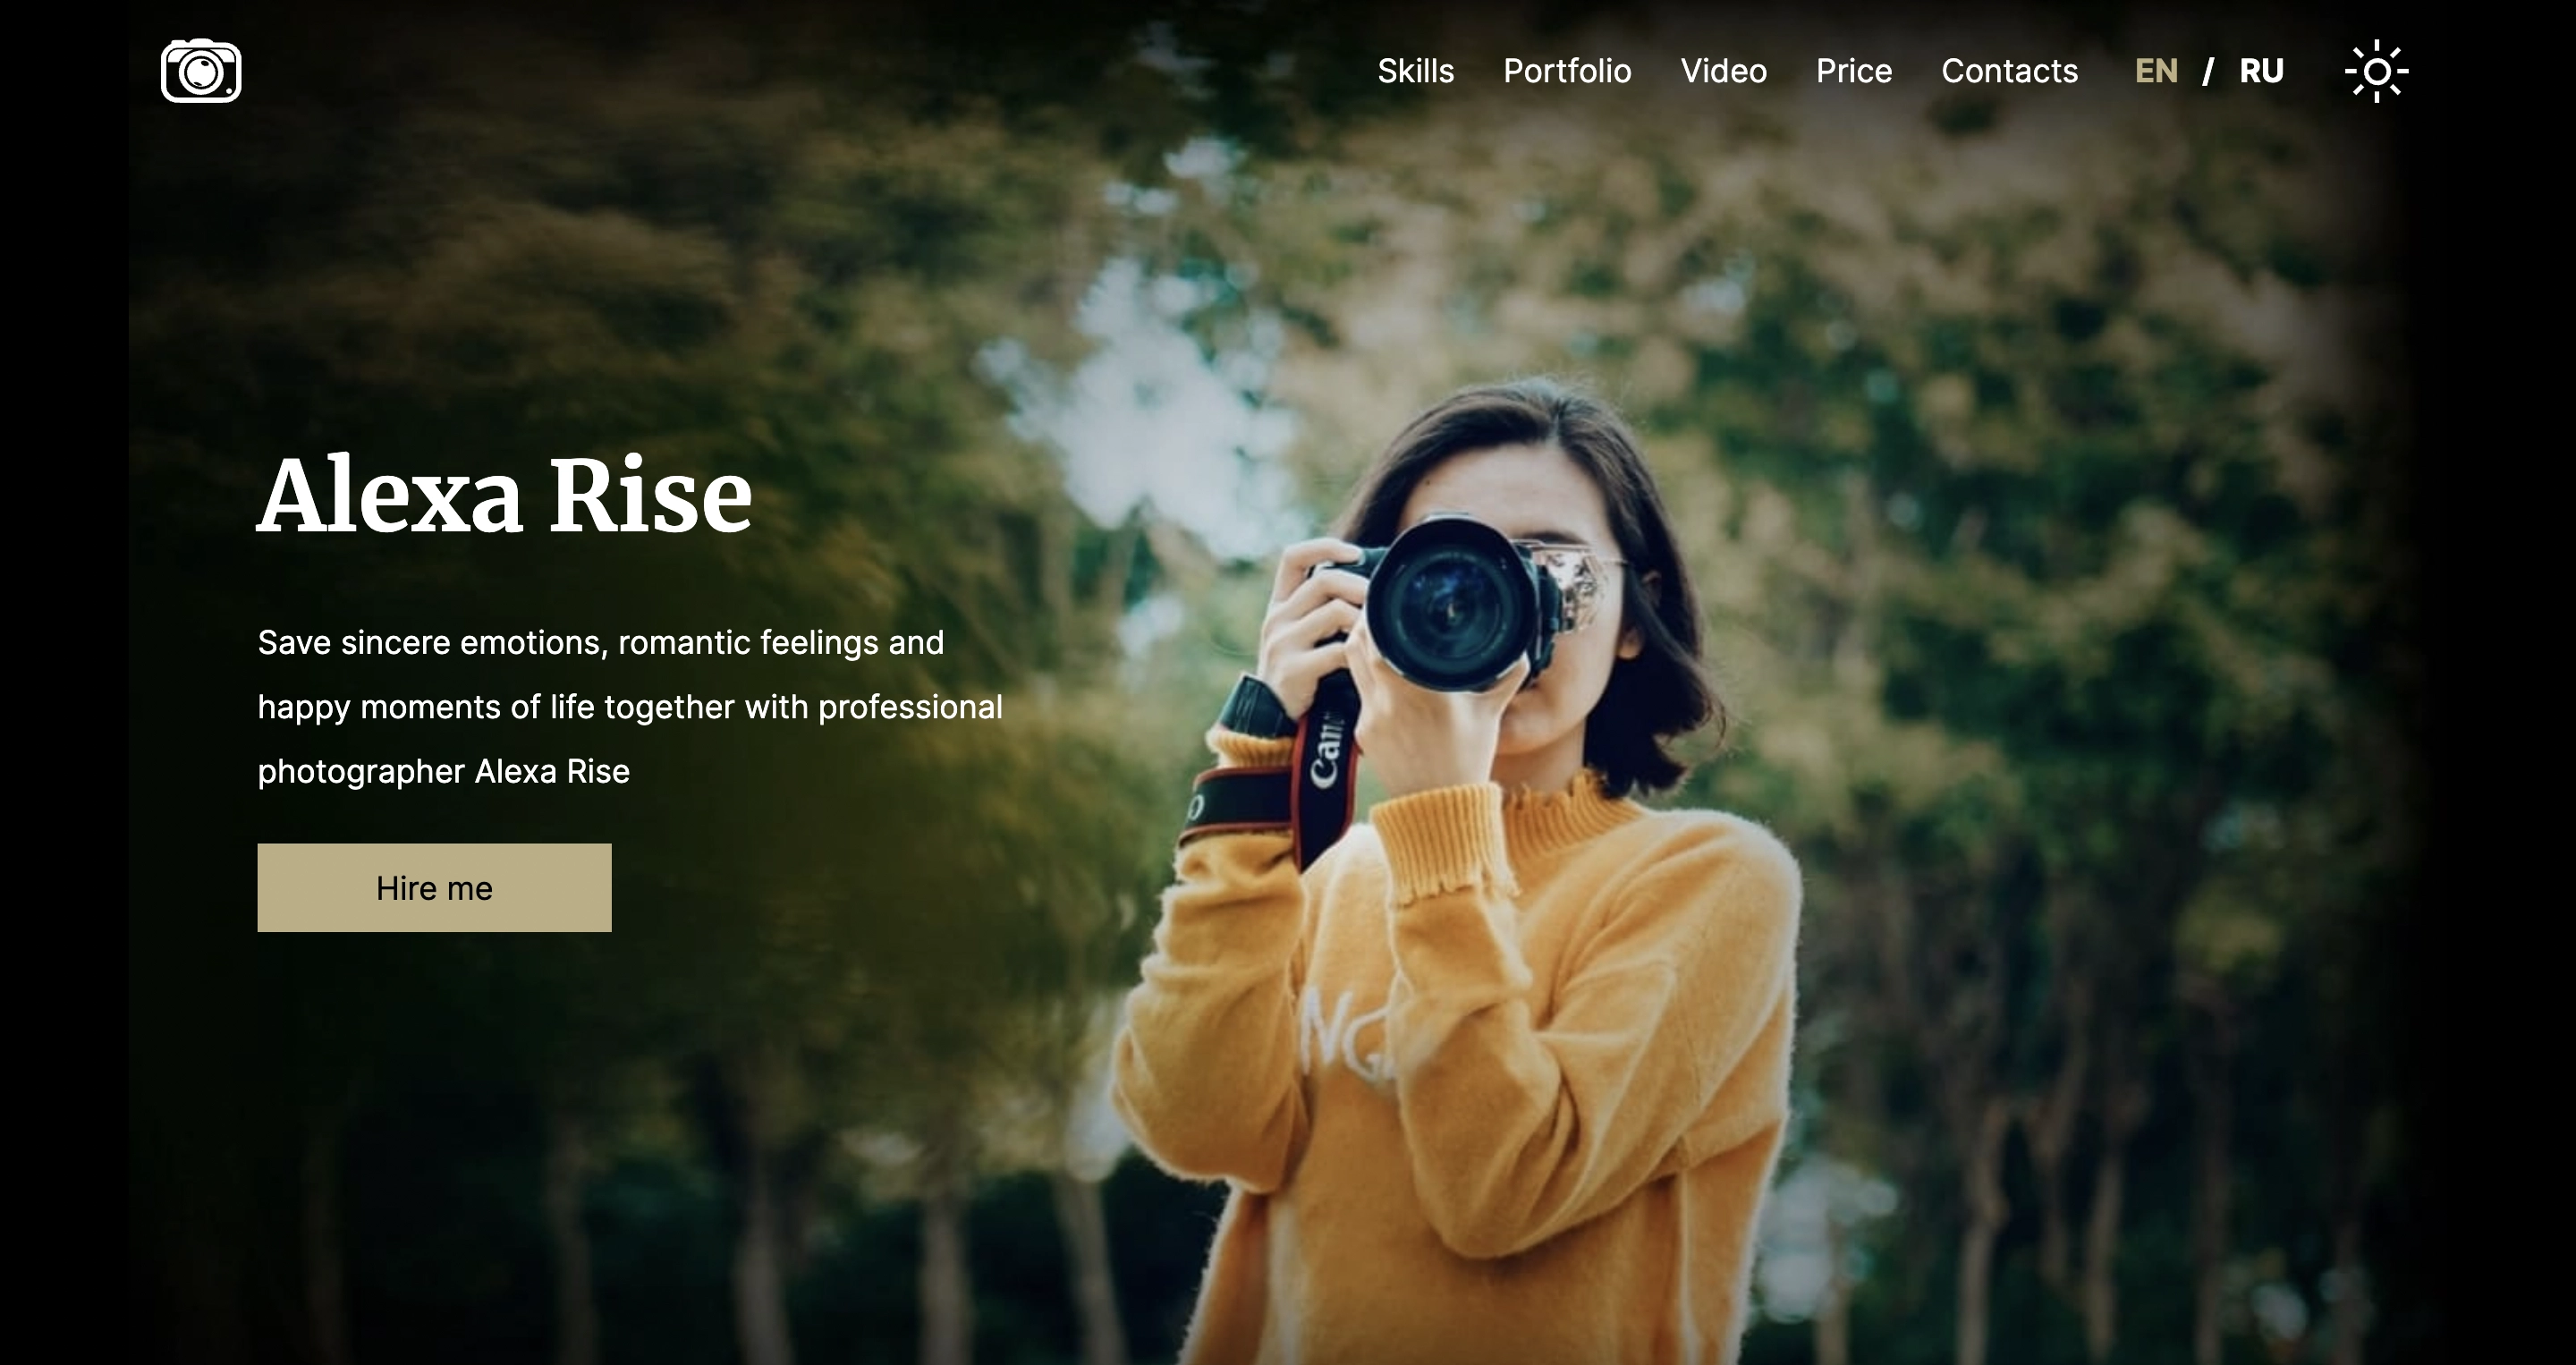 Skills Portfolio Video Price Contacts EN / RU
Alexa Rise
Save sincere emotions, romantic feelings and
happy moments of life together with professional
photographer Alexa Rise
Hire me